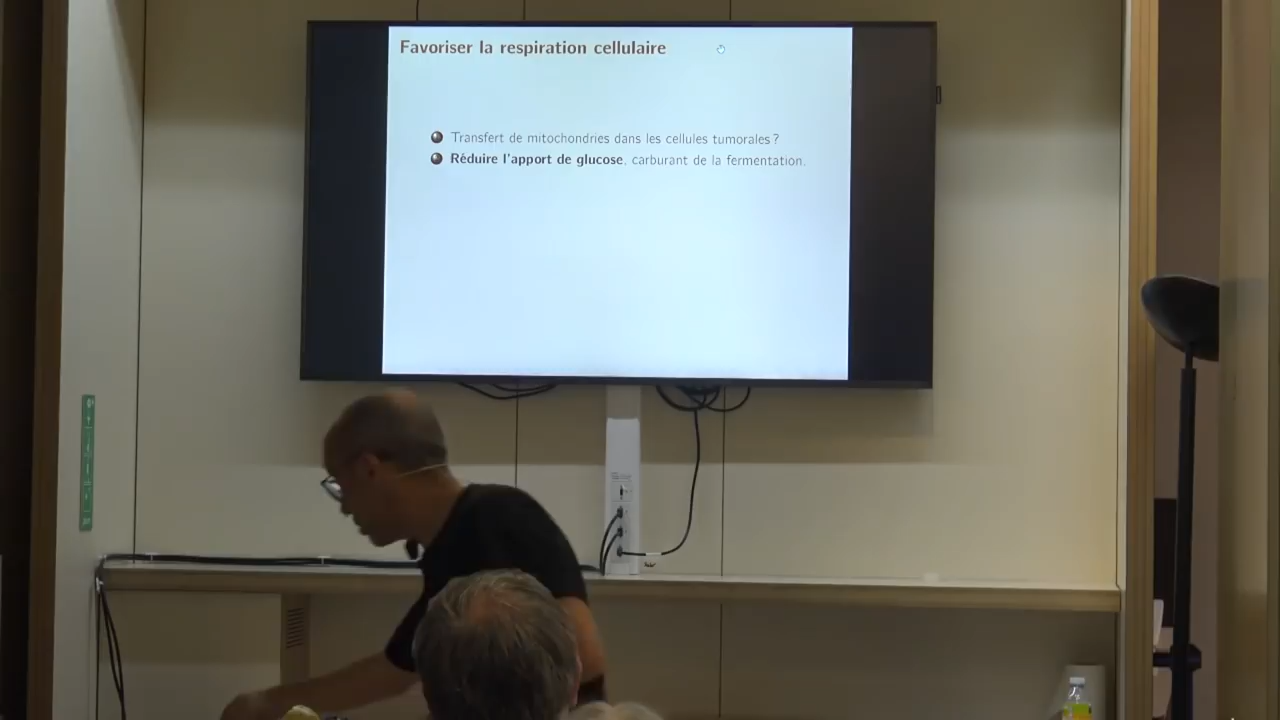 Favoriser la respiration cellulaire
Transfert de mitochondries dans les cellules tumorales ?
Réduire l'apport de glucose, carburant de la fermentation.